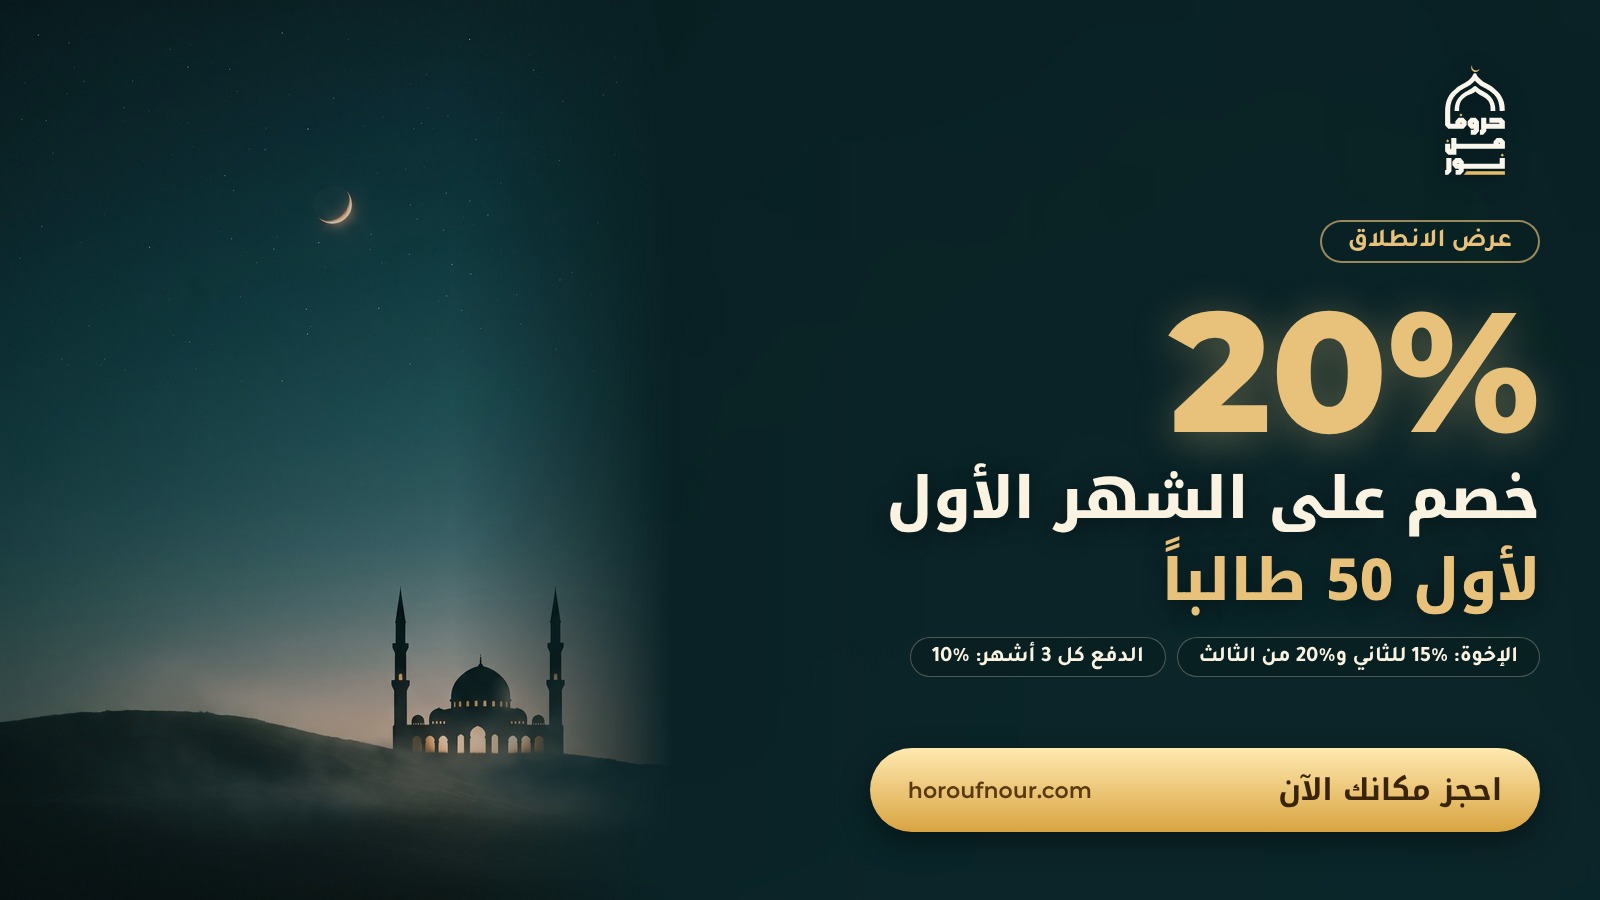 حروف
من
نور
عرض الانطلاق
20%
خصم على الشهر الأول
لأول 50 طالباً
الإخوة: 15% للثاني و20% من الثالث
الدفع كل 3 أشهر: 10%
احجز مكانك الآن
horoufnour.com